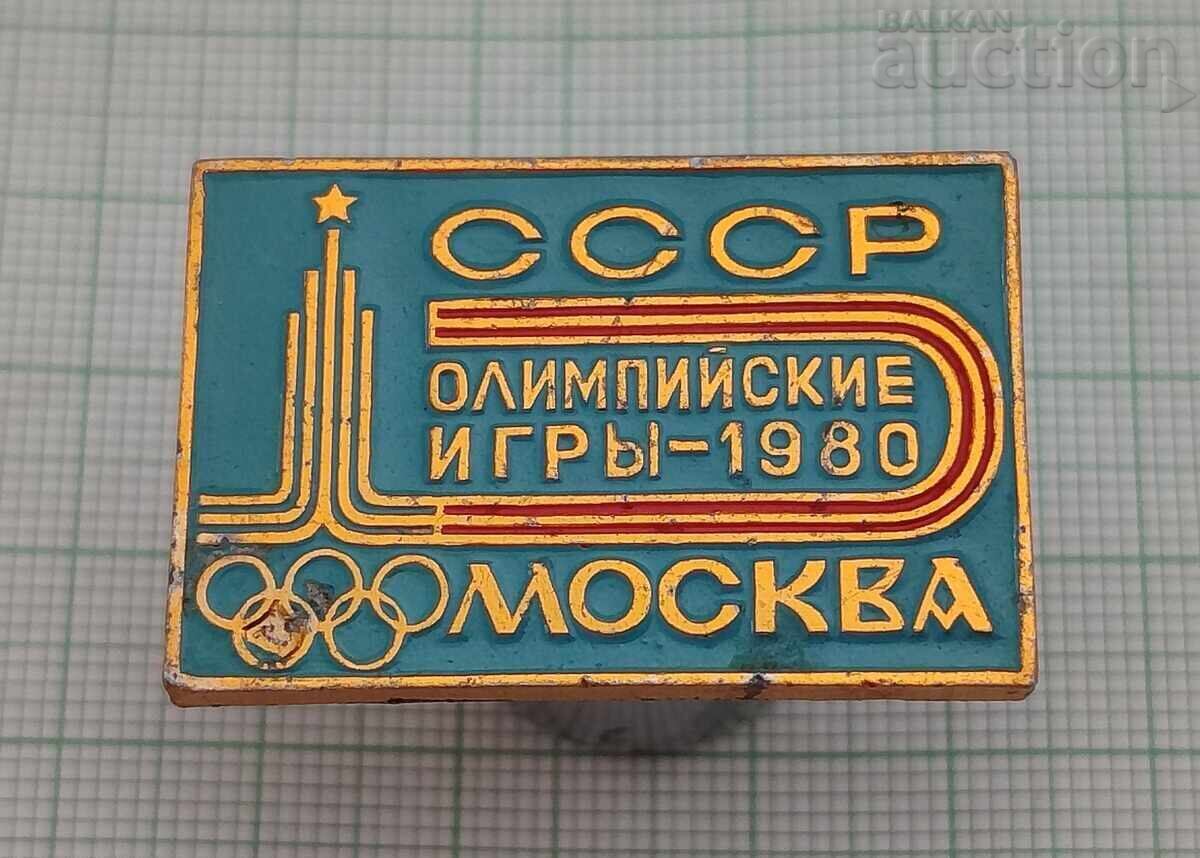 BALKAN
auction
СССР
ОЛИМПИЙСКИЕ
ИГРЫ-1980
МОСКВА